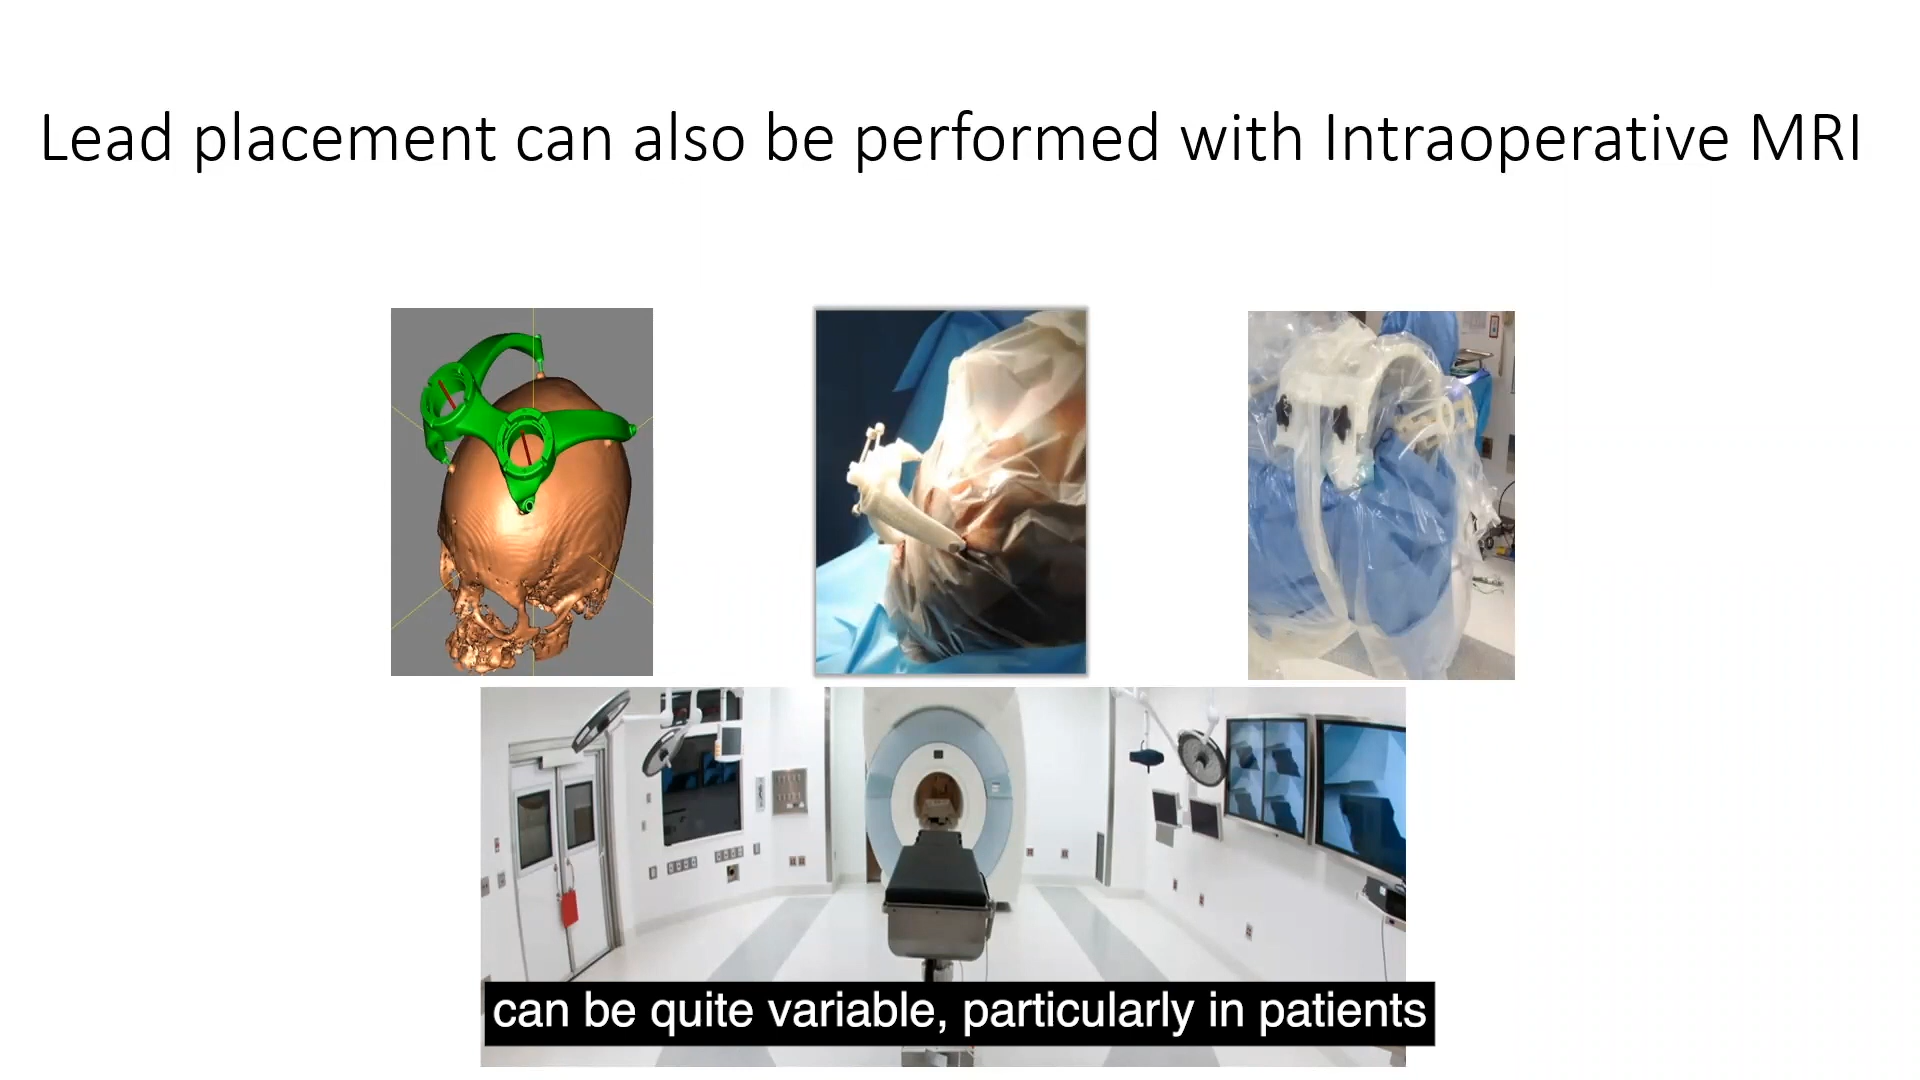 Lead placement can also be performed with Intraoperative MRI
can be quite variable, particularly in patients